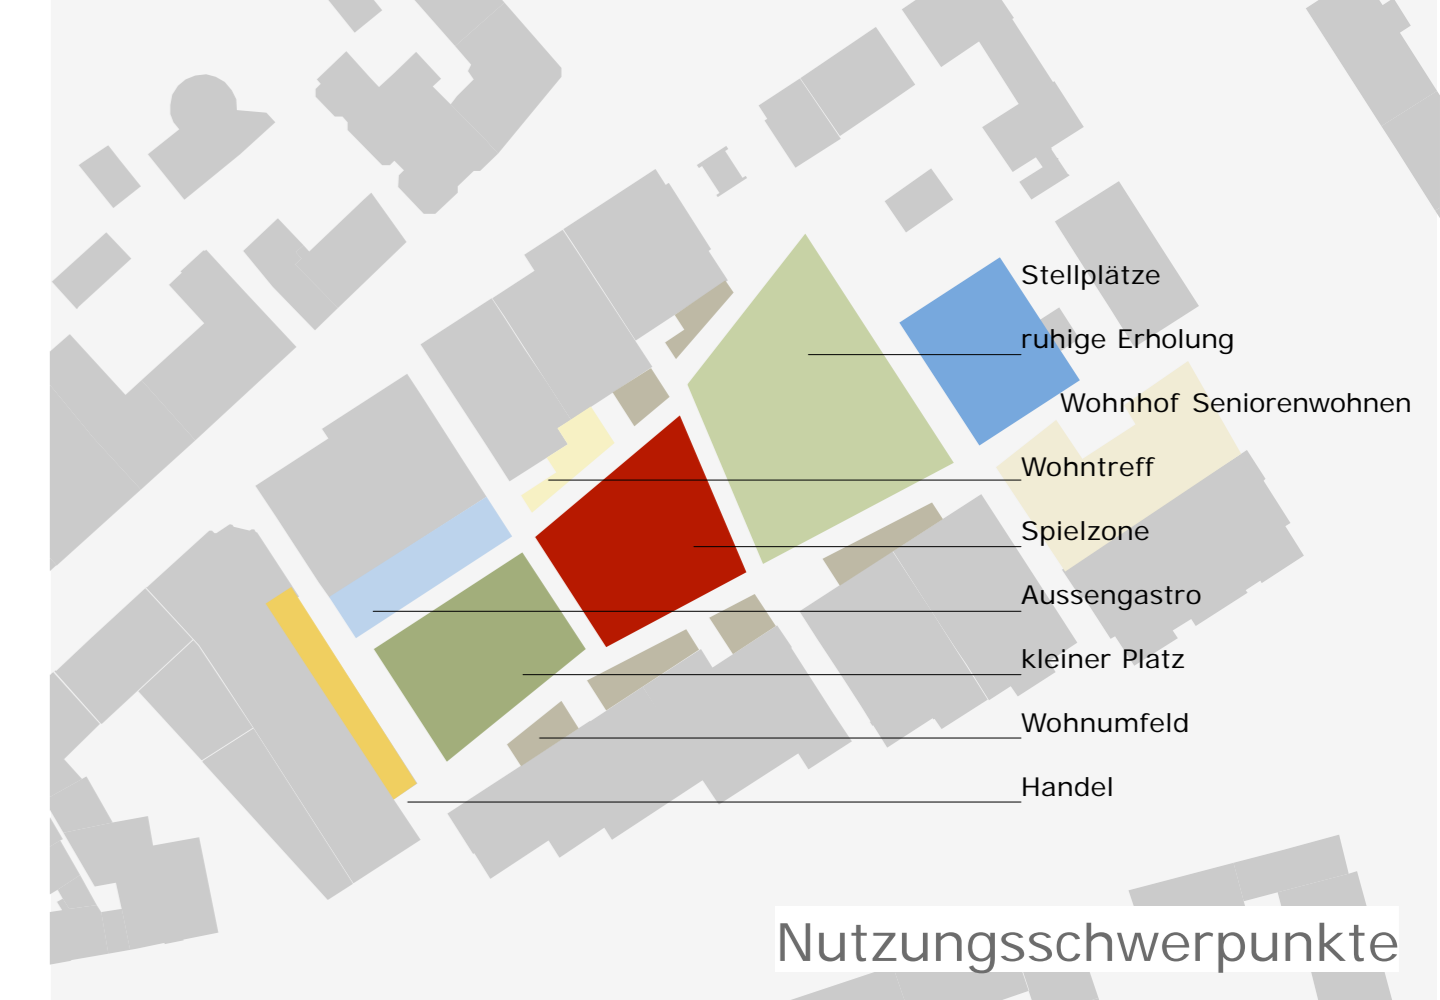 Stellplätze
ruhige Erholung
Wohnhof Seniorenwohnen
Wohntreff
Spielzone
Aussengastro
kleiner Platz
Wohnumfeld
Handel
Nutzungsschwerpunkte